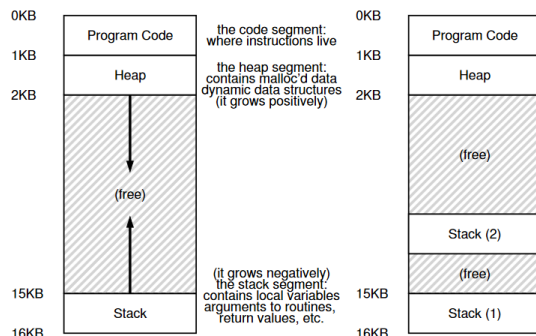 0KB
Program Code
the code segment:
where instructions live
1KB
Heap
the heap segment:
contains malloc'd data
dynamic data structures
(it grows positively)
2KB
(free)
(it grows negatively)
the stack segment:
contains local variables
arguments to routines,
return values, etc.
15KB
Stack
16KB
0KB
Program Code
1KB
Heap
2KB
(free)
Stack (2)
(free)
15KB
Stack (1)
16KB